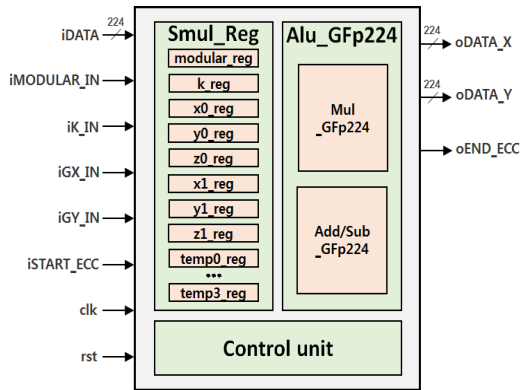 iDATA
224
iMODULAR_IN
iK_IN
iGX_IN
iGY_IN
iSTART_ECC
clk
rst
Smul_Reg
modular_reg
k_reg
x0_reg
y0_reg
z0_reg
x1_reg
y1_reg
z1_reg
temp0_reg
...
temp3_reg
Alu_GFp224
Mul
_GFp224
Add/Sub
_GFp224
Control unit
224
oDATA_X
224
oDATA_Y
oEND_ECC